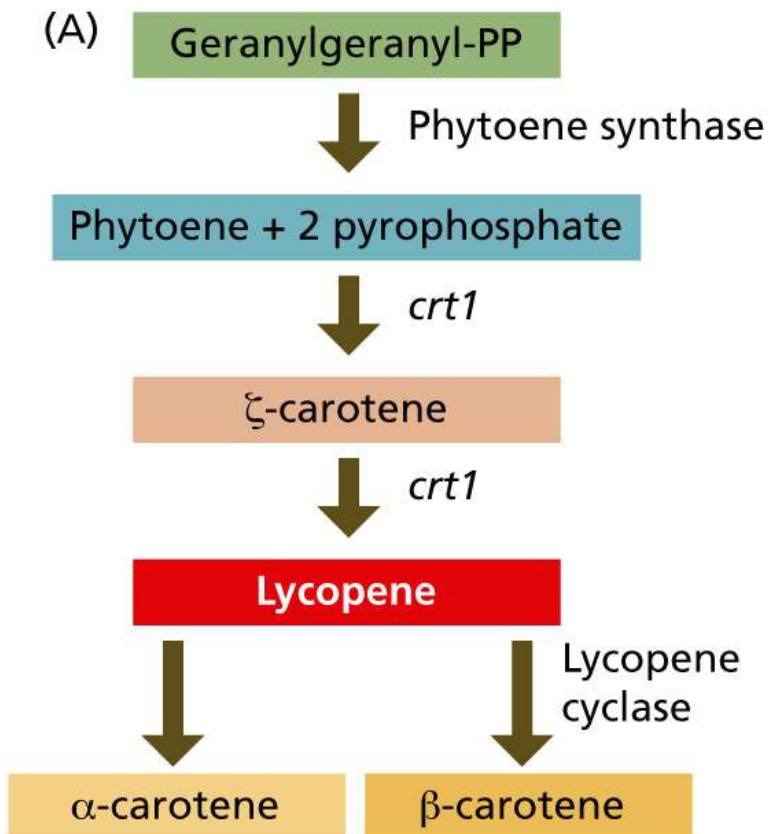 (A)
Geranylgeranyl-PP
Phytoene synthase
Phytoene + 2 pyrophosphate
crt1
ζ-carotene
crt1
Lycopene
Lycopene
cyclase
α-carotene
β-carotene